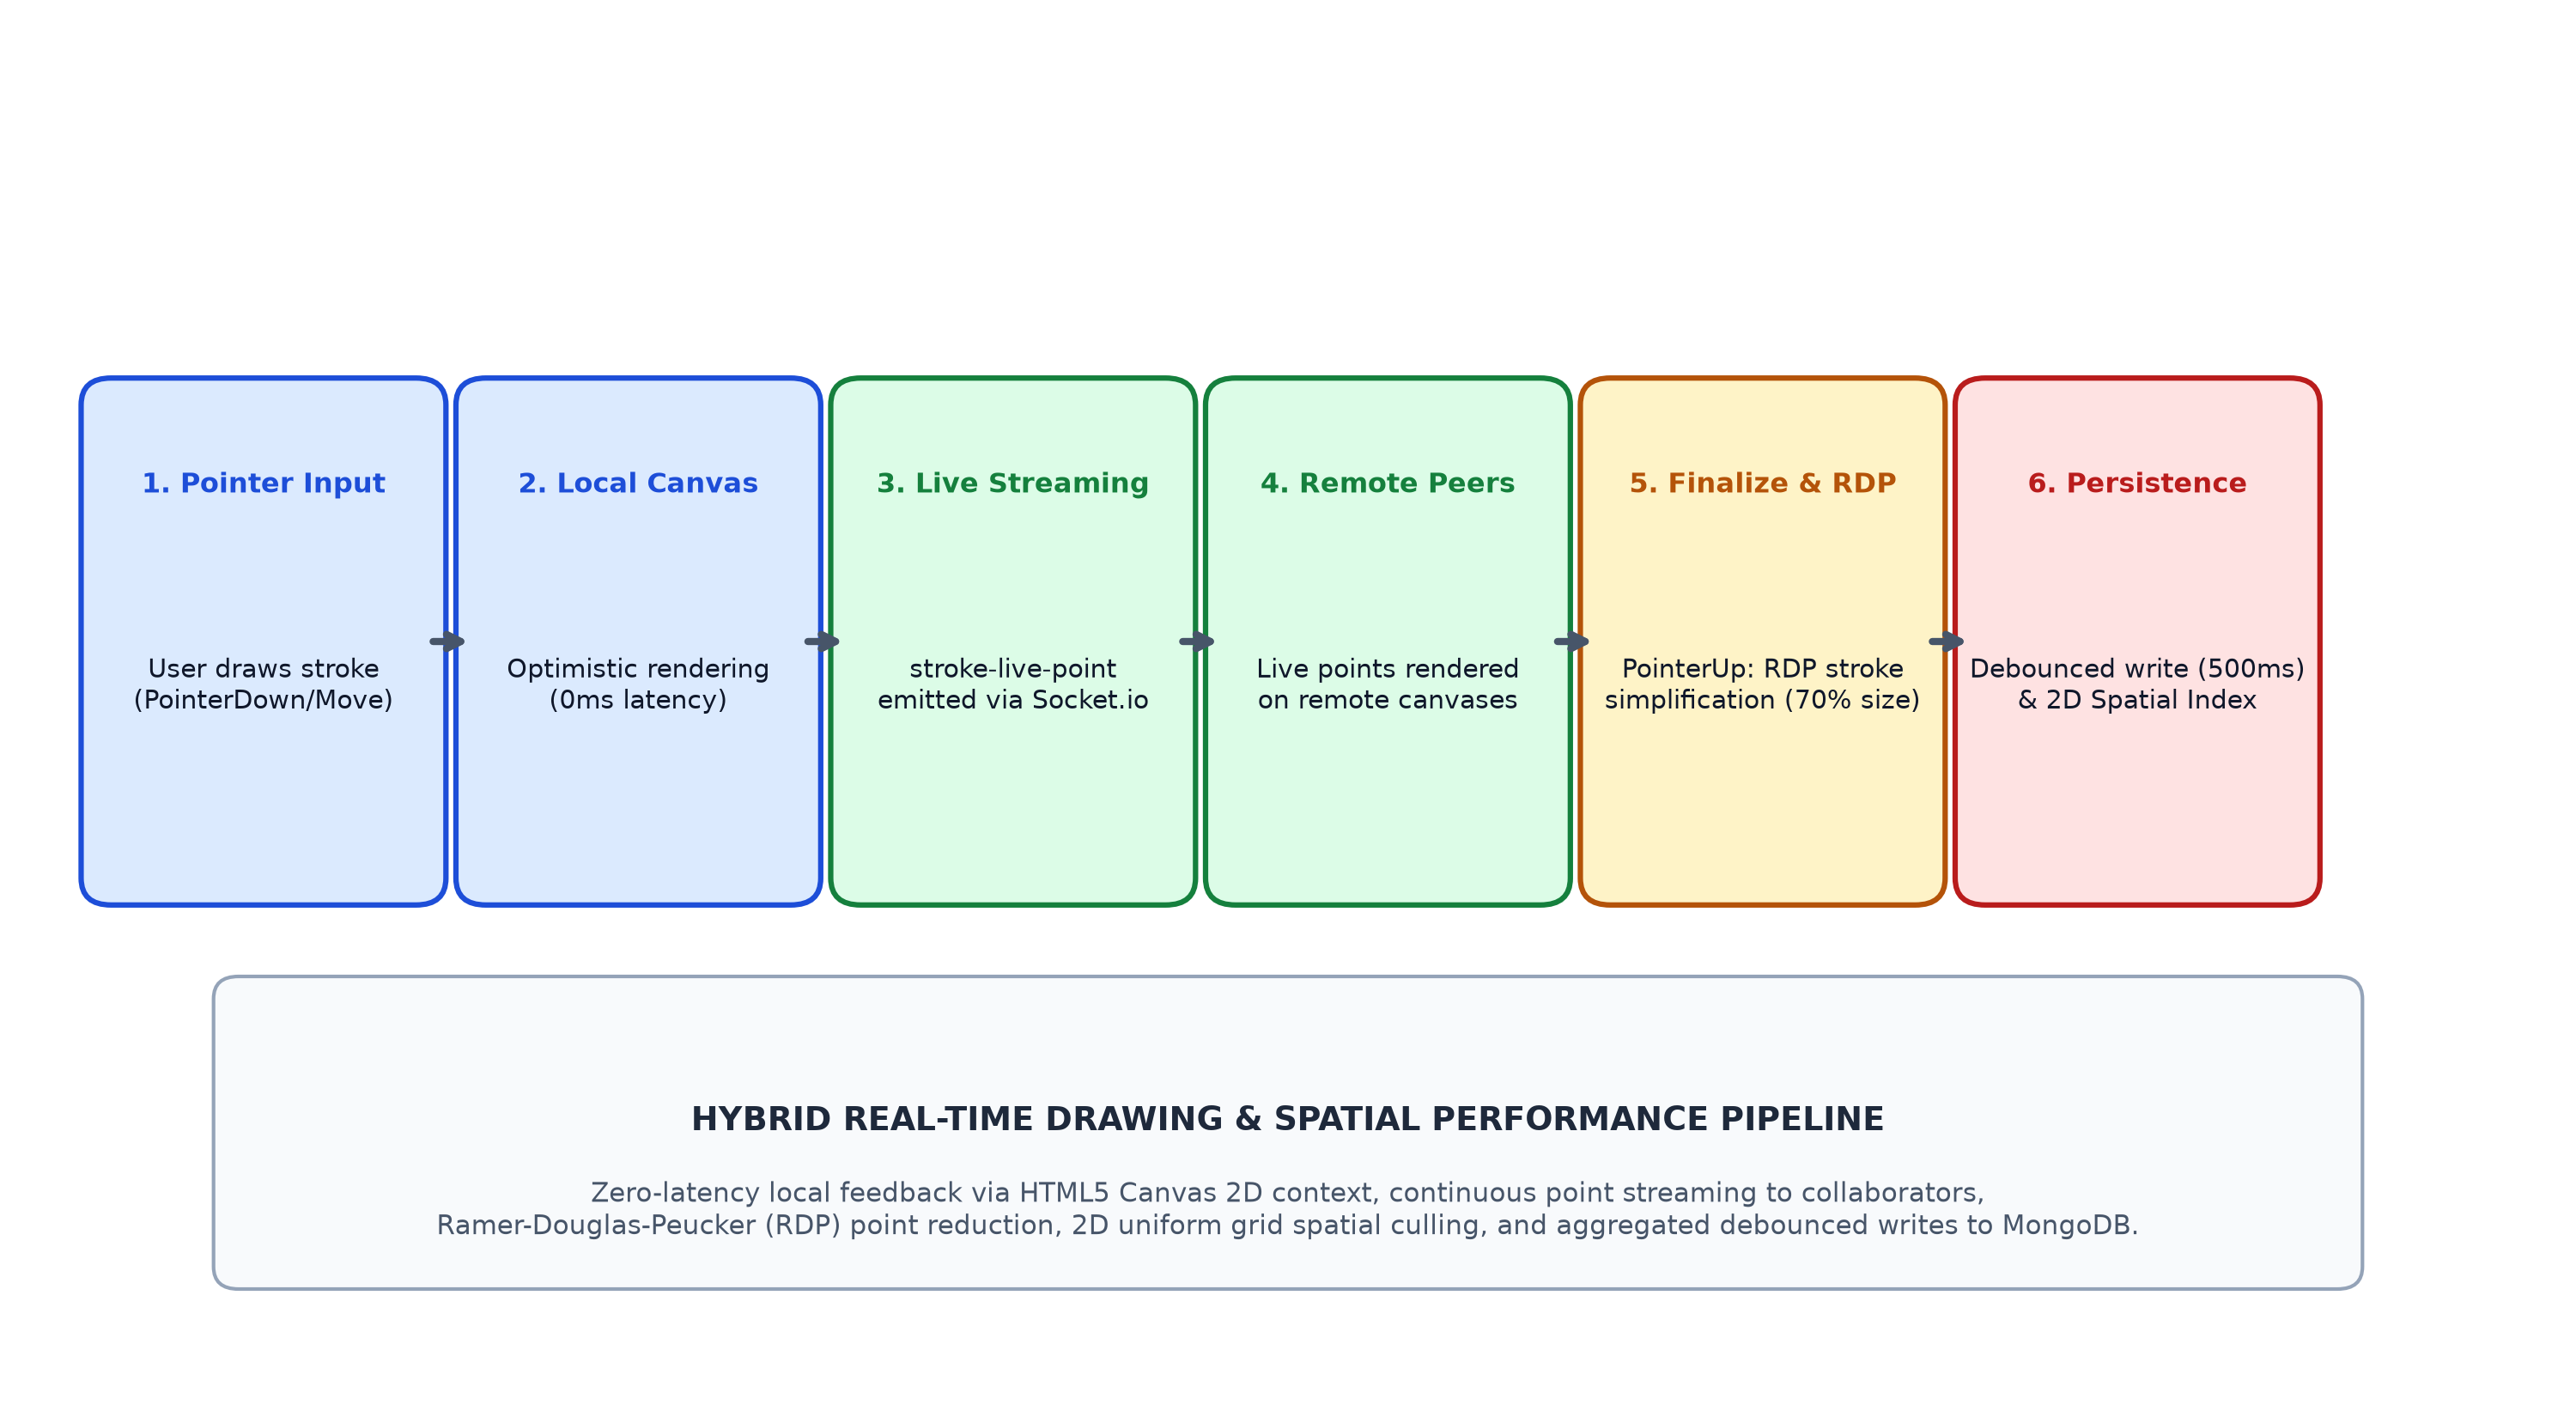 1. Pointer Input
User draws stroke
(PointerDown/Move)
2. Local Canvas
Optimistic rendering
(0ms latency)
3. Live Streaming
stroke-live-point
emitted via Socket.io
4. Remote Peers
Live points rendered
on remote canvases
5. Finalize & RDP
PointerUp: RDP stroke
simplification (70% size)
6. Persistence
Debounced write (500ms)
& 2D Spatial Index
HYBRID REAL-TIME DRAWING & SPATIAL PERFORMANCE PIPELINE
Zero-latency local feedback via HTML5 Canvas 2D context, continuous point streaming to collaborators,
Ramer-Douglas-Peucker (RDP) point reduction, 2D uniform grid spatial culling, and aggregated debounced writes to MongoDB.